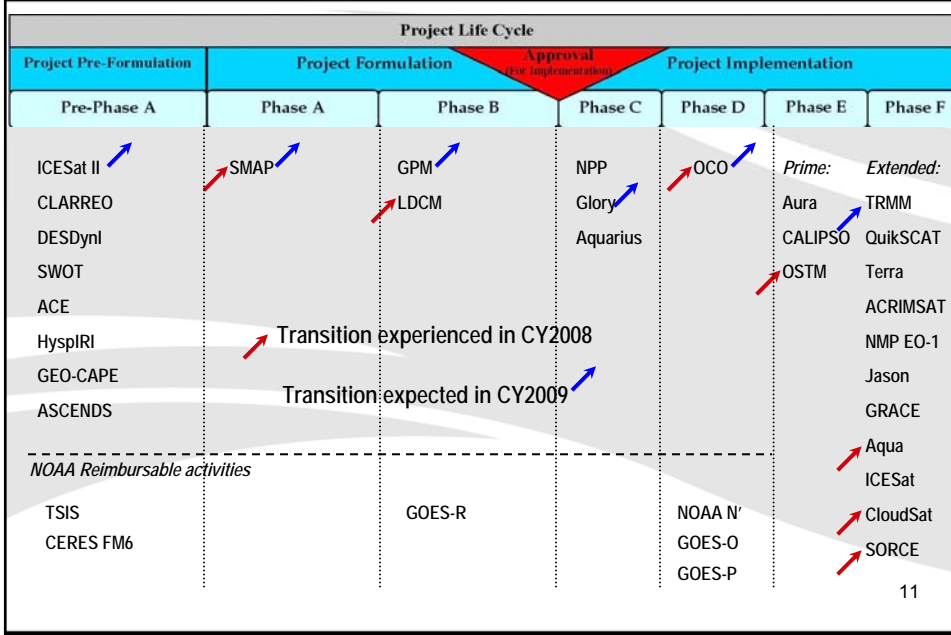 Project Life Cycle
Project Pre-Formulation
Project Formulation
Approval
(For Implementation)
Project Implementation
Pre-Phase A
Phase A
Phase B
Phase C
Phase D
Phase E
Phase F
ICESat II
CLARREO
DESDynI
SWOT
ACE
HyspIRI
GEO-CAPE
ASCENDS
SMAP
GPM
LDCM
NPP
Glory
Aquarius
OCO
Prime:
Aura
CALIPSO
OSTM
Extended:
TRMM
QuikSCAT
Terra
ACRIMSAT
NMP EO-1
Jason
GRACE
Aqua
ICESat
CloudSat
SORCE
Transition experienced in CY2008
Transition expected in CY2009
NOAA Reimbursable activities
TSIS
CERES FM6
GOES-R
NOAA N’
GOES-O
GOES-P
11